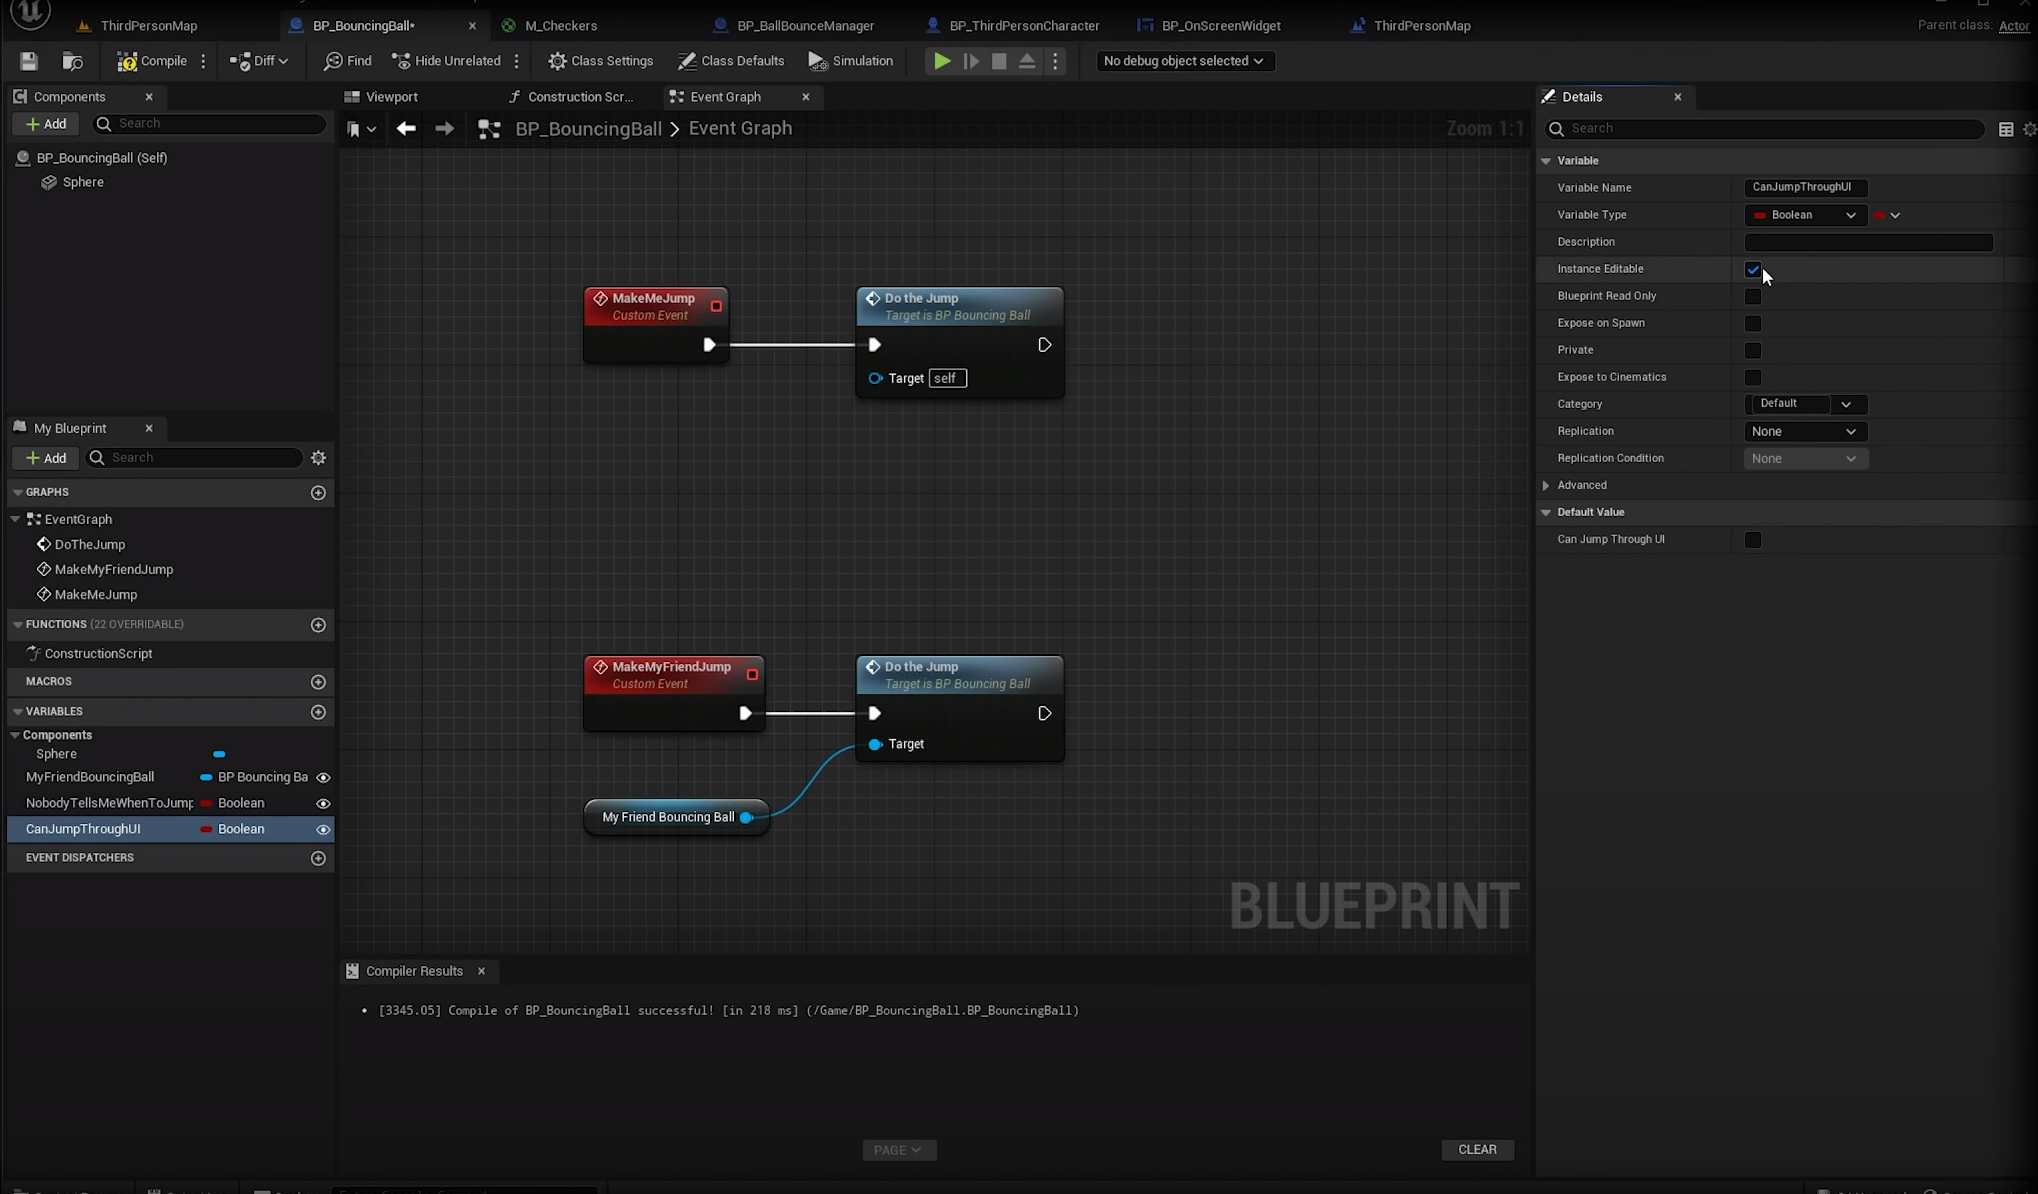 ThirdPersonMap
BP_BouncingBall*
M_Checkers
BP_BallBounceManager
BP_ThirdPersonCharacter
BP_OnScreenWidget
ThirdPersonMap
Parent class: Actor
Compile
Diff
Find
Hide Unrelated
Class Settings
Class Defaults
Simulation
No debug object selected
Components
Add
Search
BP_BouncingBall (Self)
Sphere
Viewport
Construction Scr...
Event Graph
BP_BouncingBall > Event Graph
Zoom 1:1
MakeMeJump
Custom Event
Do the Jump
Target is BP Bouncing Ball
Target self
MakeMyFriendJump
Custom Event
Do the Jump
Target is BP Bouncing Ball
Target
My Friend Bouncing Ball
BLUEPRINT
My Blueprint
Add
Search
GRAPHS
EventGraph
DoTheJump
MakeMyFriendJump
MakeMeJump
FUNCTIONS (22 OVERRIDABLE)
ConstructionScript
MACROS
VARIABLES
Components
Sphere
MyFriendBouncingBall BP Bouncing Ba
NobodyTellsMeWhenToJump Boolean
CanJumpThroughUI Boolean
EVENT DISPATCHERS
Compiler Results
• [3345.05] Compile of BP_BouncingBall successful! [in 218 ms] (/Game/BP_BouncingBall.BP_BouncingBall)
PAGE
CLEAR
Details
Search
Variable
Variable Name CanJumpThroughUI
Variable Type Boolean
Description
Instance Editable
Blueprint Read Only
Expose on Spawn
Private
Expose to Cinematics
Category Default
Replication None
Replication Condition None
Advanced
Default Value
Can Jump Through UI